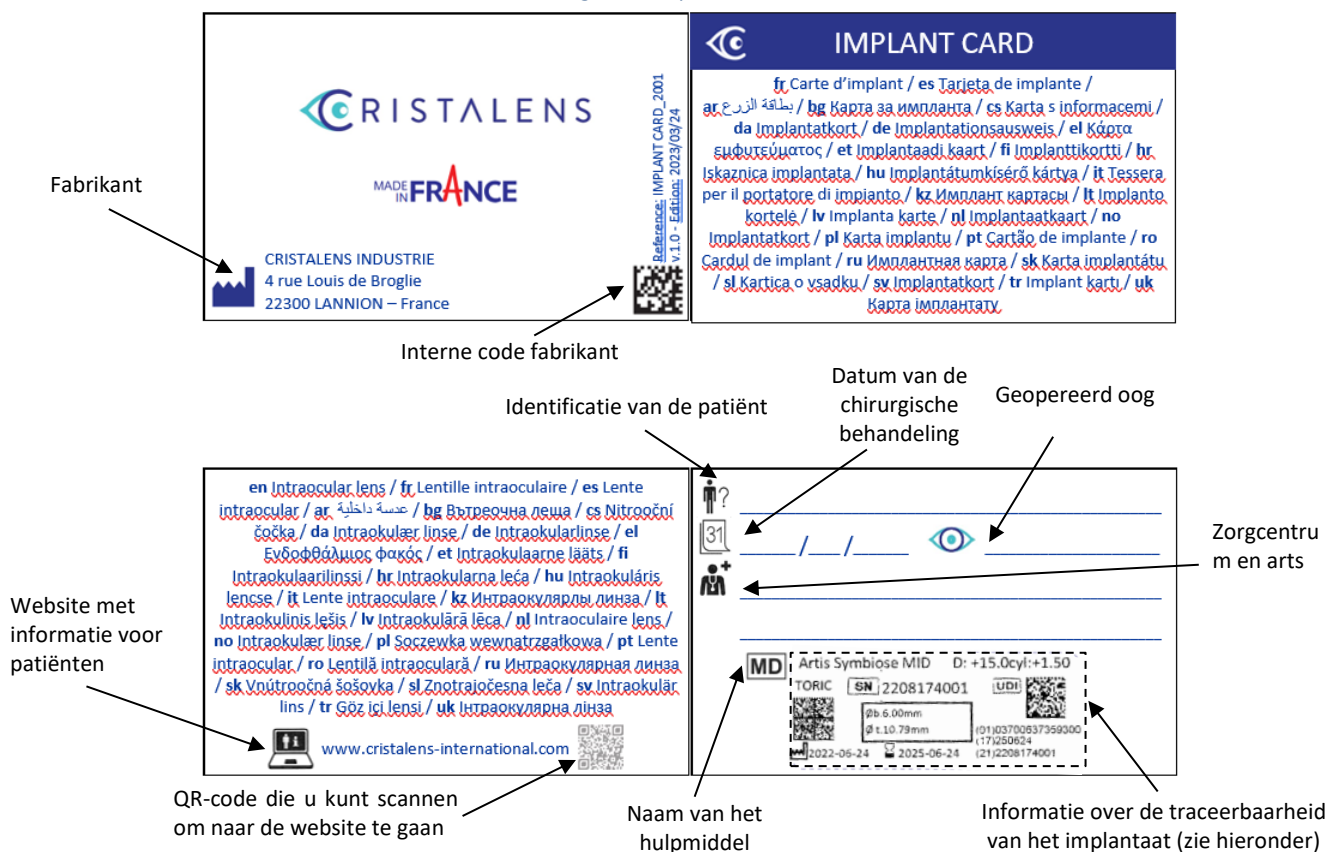 CRISTALENS
MADE IN FRANCE
Reference: IMPLANT CARD_2001
v.1.0 - Edition: 2023/03/24
Fabrikant
CRISTALENS INDUSTRIE
4 rue Louis de Broglie
22300 LANNION – France
Interne code fabrikant
IMPLANT CARD
fr Carte d’implant / es Tarjeta de implante /
ar بطاقة الزرع / bg Карта за импланта / cs Karta s informacemi /
da Implantatkort / de Implantationsausweis / el Κάρτα
εμφυτεύματος / et Implantaadi kaart / fi Implanttikortti / hr
Iskaznica implantata / hu Implantátumkísérő kártya / it Tessera
per il portatore di impianto / kz Имплант картасы / lt Implanto
kortelė / lv Implanta karte / nl Implantaatkaart / no
Implantatkort / pl Karta implantu / pt Cartão de implante / ro
Cardul de implant / ru Имплантная карта / sk Karta implantátu
/ sl Kartica o vsadku / sv Implantatkort / tr Implant kartı / uk
Карта імплантату
Identificatie van de patiënt
Datum van de
chirurgische
behandeling
Geopereerd oog
en Intraocular lens / fr Lentille intraoculaire / es Lente
intraocular / ar عدسة داخلية / bg Вътреочна леща / cs Nitrooční
čočka / da Intraokulær linse / de Intraokularlinse / el
Ενδοφθάλμιος φακός / et Intraokulaarne lääts / fi
Intraokulaarilinssi / hr Intraokularna leća / hu Intraokuláris
lencse / it Lente intraoculare / kz Интраокулярлы линза / lt
Intraokulinis lęšis / lv Intraokulārā lēca / nl Intraoculaire lens /
no Intraokulær linse / pl Soczewka wewnątrzgałkowa / pt Lente
intraocular / ro Lentilă intraoculară / ru Интраокулярная линза
/ sk Vnútroočná šošovka / sl Znotrajočesna leča / sv Intraokulär
lins / tr Göz içi lensi / uk Інтраокулярна лінза
www.cristalens-international.com
Website met
informatie voor
patiënten
QR-code die u kunt scannen
om naar de website te gaan
?
31
/ /
Zorgcentru
m en arts
MD
Artis Symbiose MID D: +15.0cyl:+1.50
TORIC SN 2208174001 UDI
Øb.6.00mm
Ø t.10.79mm
(01)03700637359300
(17)250624
(21)2208174001
2022-06-24 2025-06-24
Naam van het
hulpmiddel
Informatie over de traceerbaarheid
van het implantaat (zie hieronder)